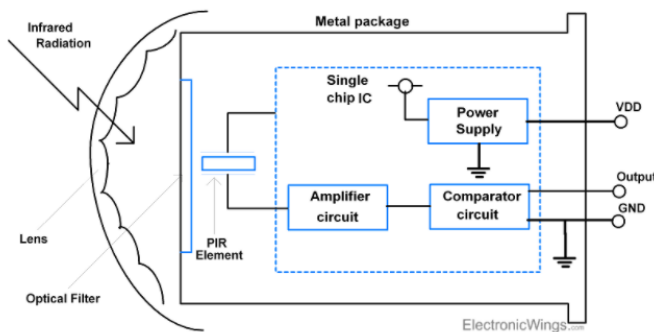 Metal package
Infrared
Radiation
Single
chip IC
Power
Supply
VDD
Amplifier
circuit
Comparator
circuit
Output
GND
PIR
Element
Lens
Optical Filter
ElectronicWings.com